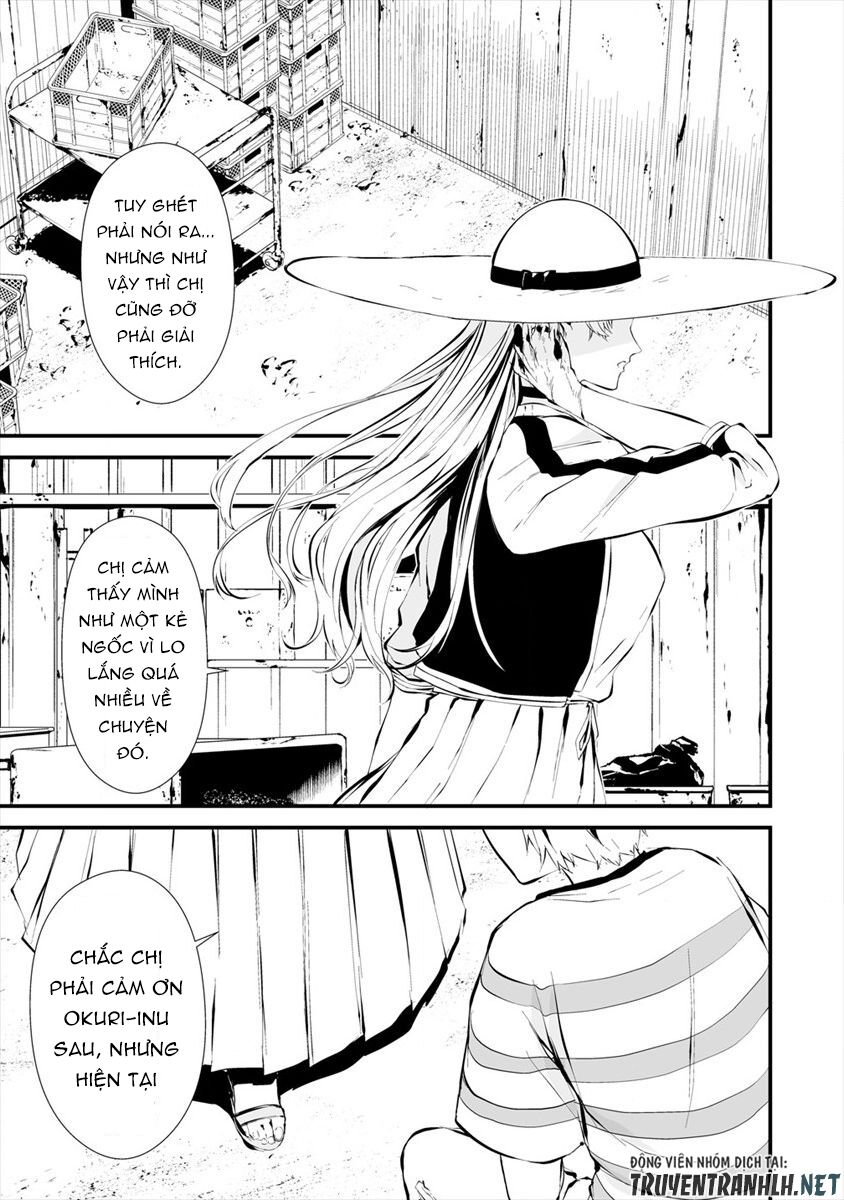 TUY GHÉT
PHẢI NÓI RA...
NHƯNG NHƯ
VẬY THÌ CHỊ
CŨNG ĐỠ
PHẢI GIẢI
THÍCH.
CHỊ CẢM
THẤY MÌNH
NHƯ MỘT KẺ
NGỐC VÌ LO
LẮNG QUÁ
NHIỀU VỀ
CHUYỆN
ĐÓ.
CHẮC CHỊ
PHẢI CẢM ƠN
OKURI-INU
SAU, NHƯNG
HIỆN TẠI
ĐỘNG VIÊN NHÓM DỊCH TẠI:
TRUYENTRANHLH.NET